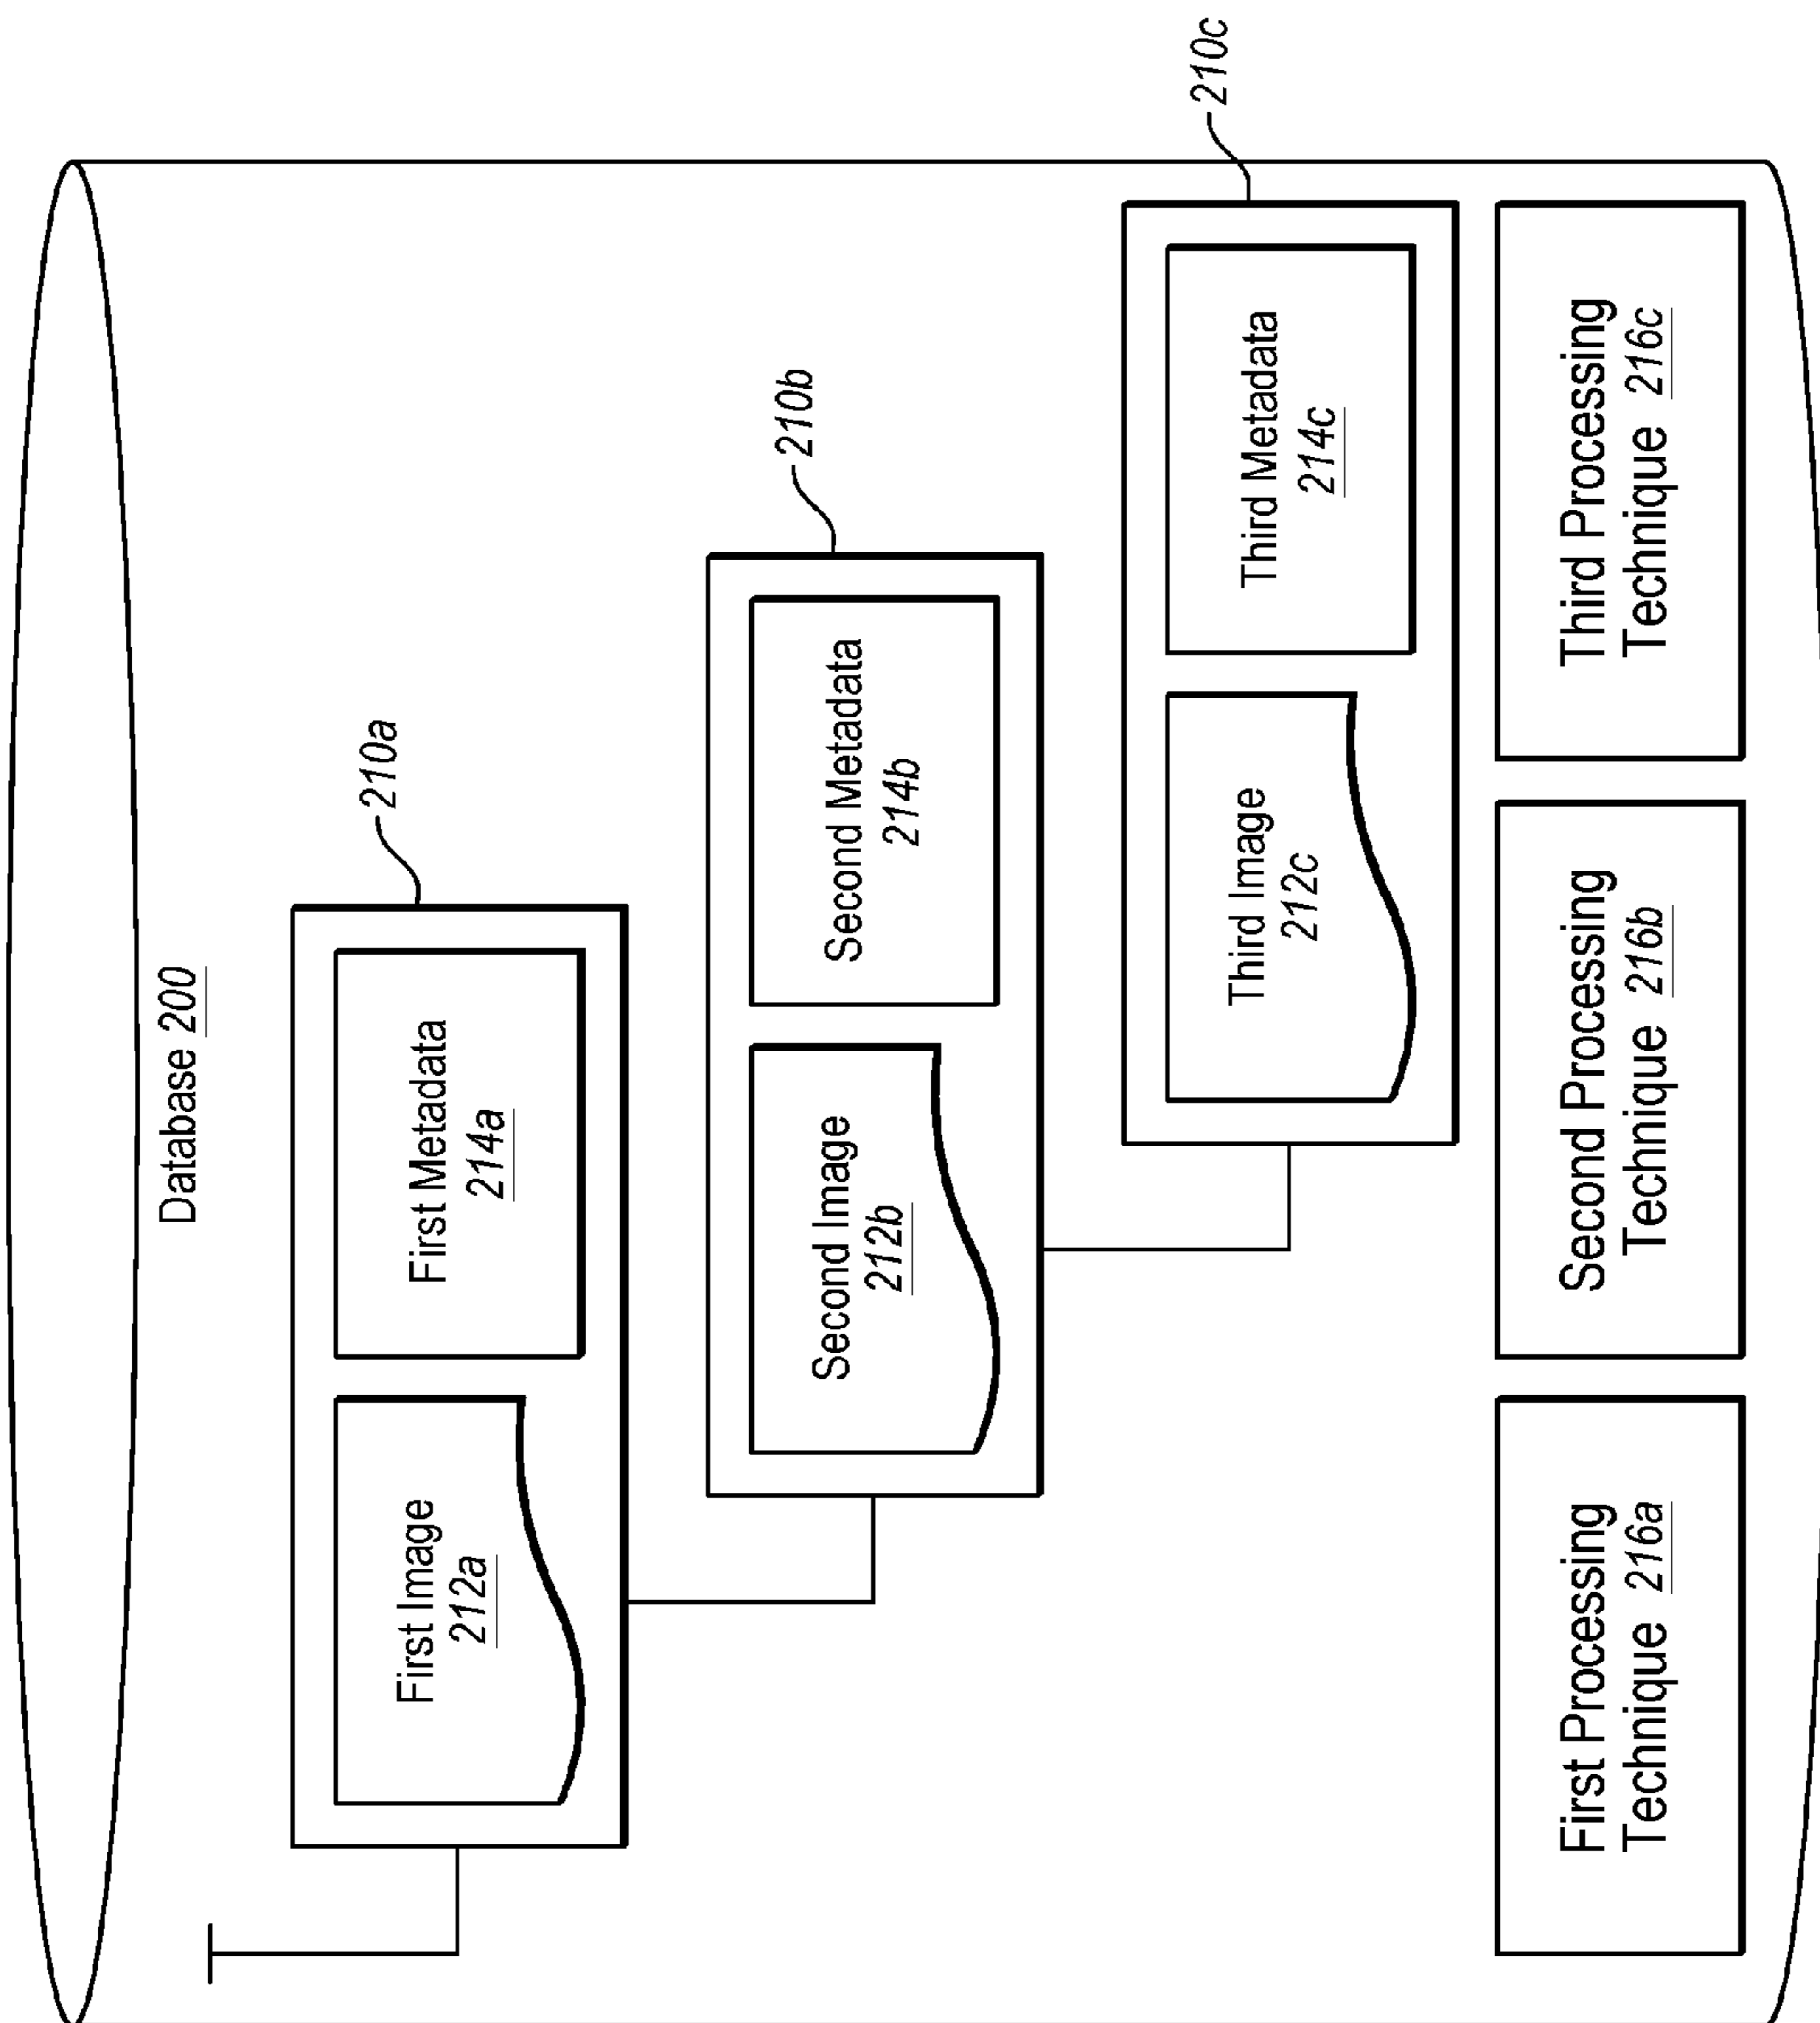 Database 200
210a
First Image
212a
First Metadata
214a
210b
Second Image
212b
Second Metadata
214b
210c
Third Image
212c
Third Metadata
214c
First Processing
Technique 216a
Second Processing
Technique 216b
Third Processing
Technique 216c